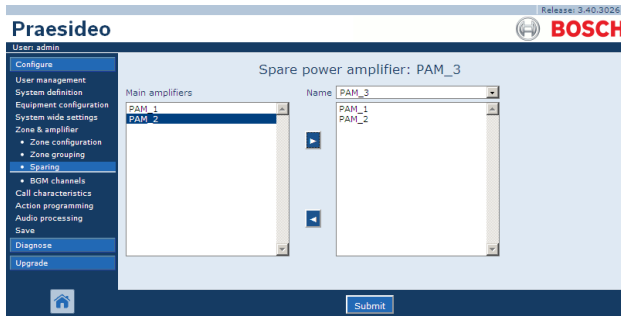 Release: 3.40.3026
Praesideo
BOSCH
User: admin
Configure
User management
System definition
Equipment configuration
System wide settings
Zone & amplifier
• Zone configuration
• Zone grouping
• Sparing
• BGM channels
Call characteristics
Action programming
Audio processing
Save
Diagnose
Upgrade
Spare power amplifier: PAM_3
Main amplifiers
Name PAM_3
PAM_1
PAM_2
PAM_1
PAM_2
Submit